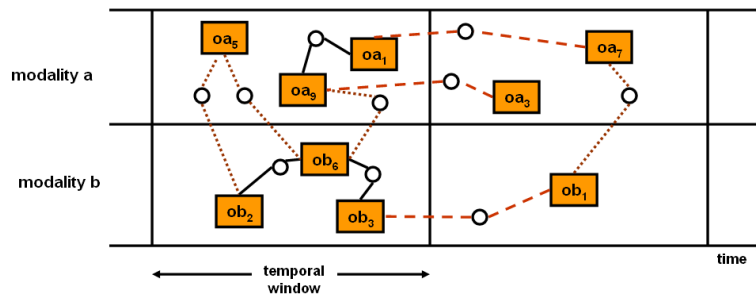 oa₅
oa₁
oa₇
modality a
oa₉
oa₃
ob₆
modality b
ob₁
ob₂
ob₃
time
temporal
window